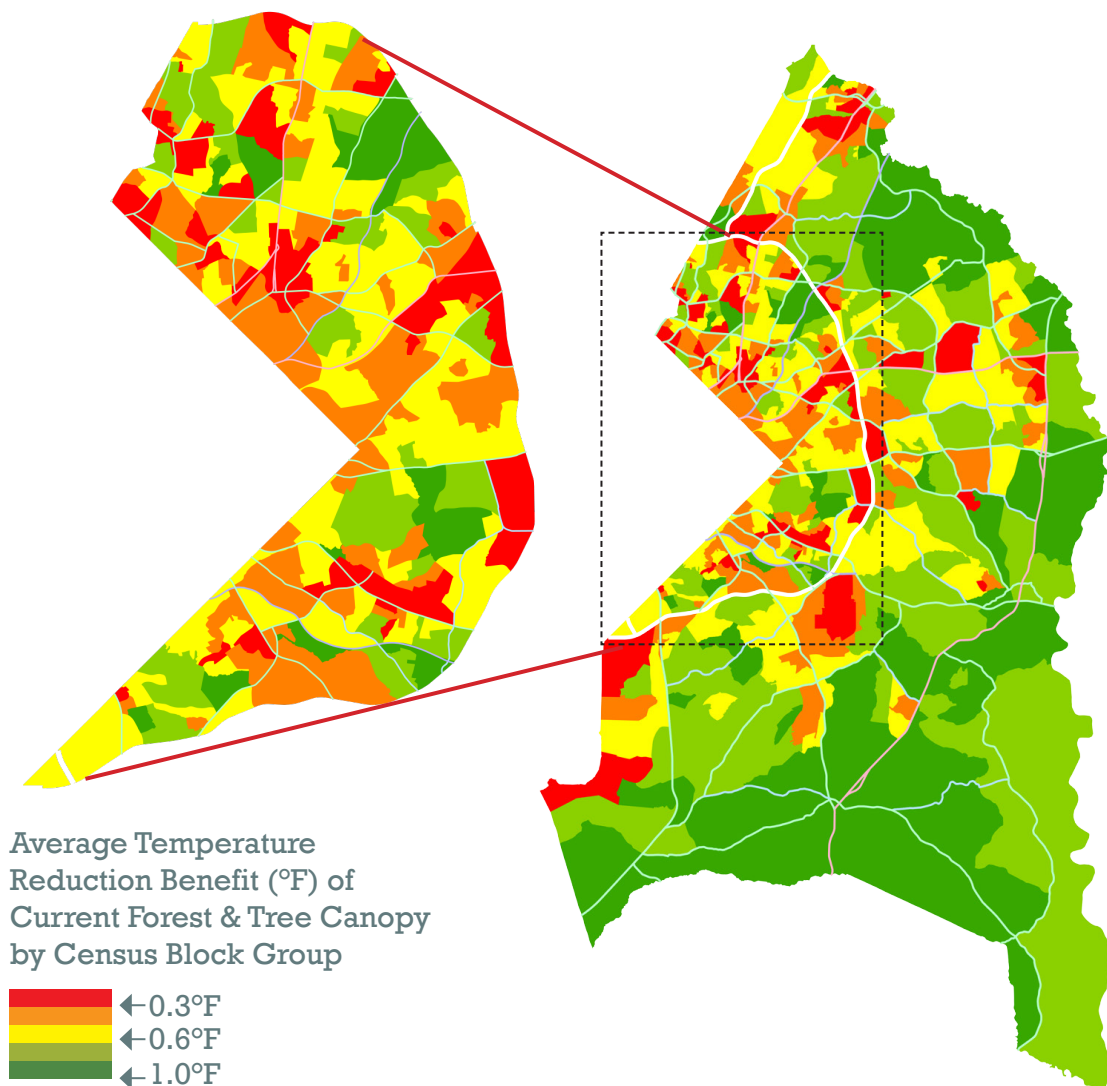 Average Temperature
Reduction Benefit (°F) of
Current Forest & Tree Canopy
by Census Block Group
0.3°F
0.6°F
1.0°F